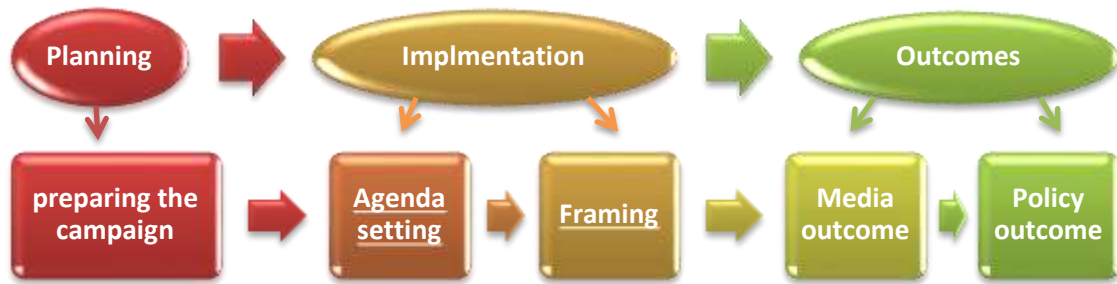 Planning
Implmentation
Outcomes
preparing the
campaign
Agenda
setting
Framing
Media
outcome
Policy
outcome